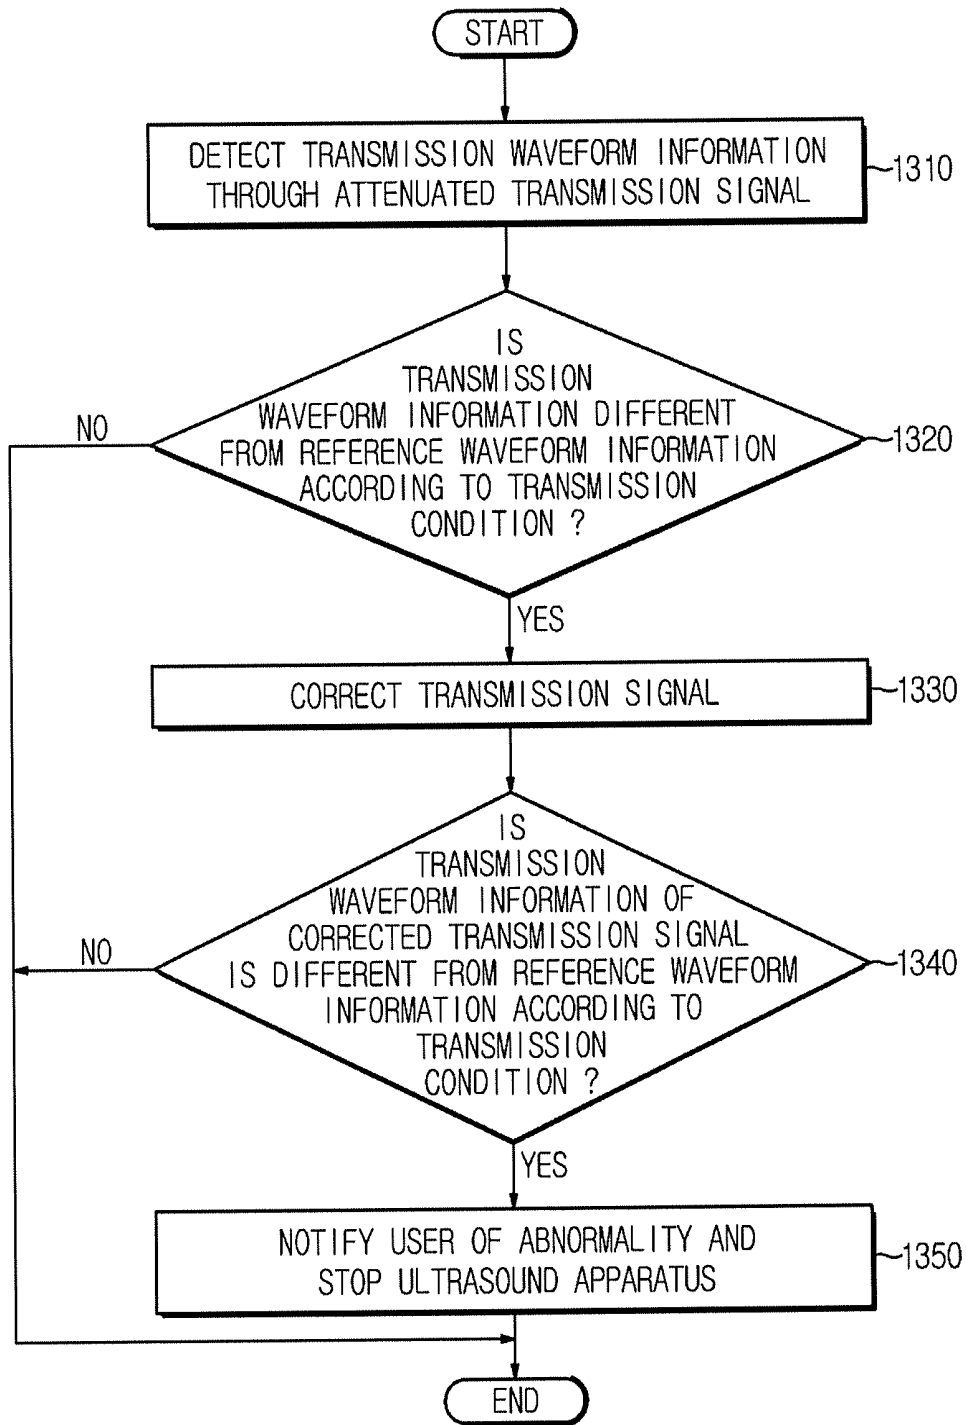 START
DETECT TRANSMISSION WAVEFORM INFORMATION
THROUGH ATTENUATED TRANSMISSION SIGNAL
1310
IS
TRANSMISSION
WAVEFORM INFORMATION DIFFERENT
FROM REFERENCE WAVEFORM INFORMATION
ACCORDING TO TRANSMISSION
CONDITION ?
NO
1320
YES
CORRECT TRANSMISSION SIGNAL
1330
IS
TRANSMISSION
WAVEFORM INFORMATION OF
CORRECTED TRANSMISSION SIGNAL
IS DIFFERENT FROM REFERENCE WAVEFORM
INFORMATION ACCORDING TO
TRANSMISSION
CONDITION ?
NO
1340
YES
NOTIFY USER OF ABNORMALITY AND
STOP ULTRASOUND APPARATUS
1350
END